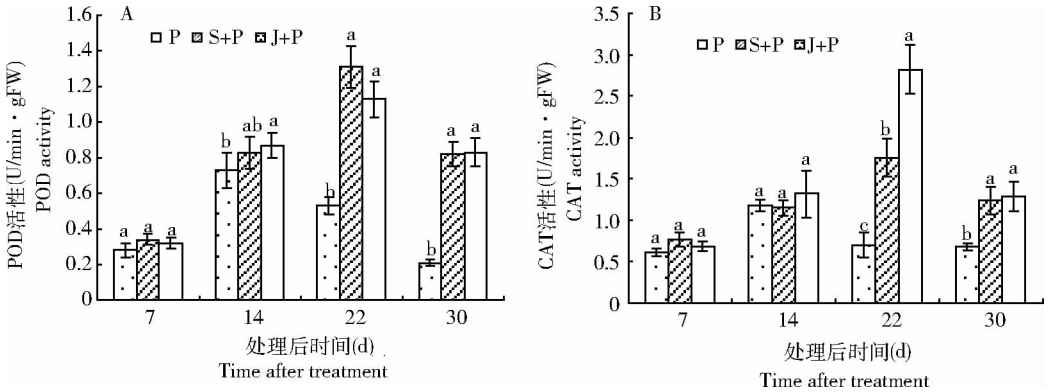 A
P S+P J+P
POD活性(U/min·gFW)
POD activity
1.6
1.4
1.2
1.0
0.8
0.6
0.4
0.2
0
a a a
b ab a
b a a
b a a
7 14 22 30
处理后时间(d)
Time after treatment
B
P S+P J+P
CAT活性(U/min·gFW)
CAT activity
3.5
3.0
2.5
2.0
1.5
1.0
0.5
0
a a a
a a a
c b a
b a a
7 14 22 30
处理后时间(d)
Time after treatment